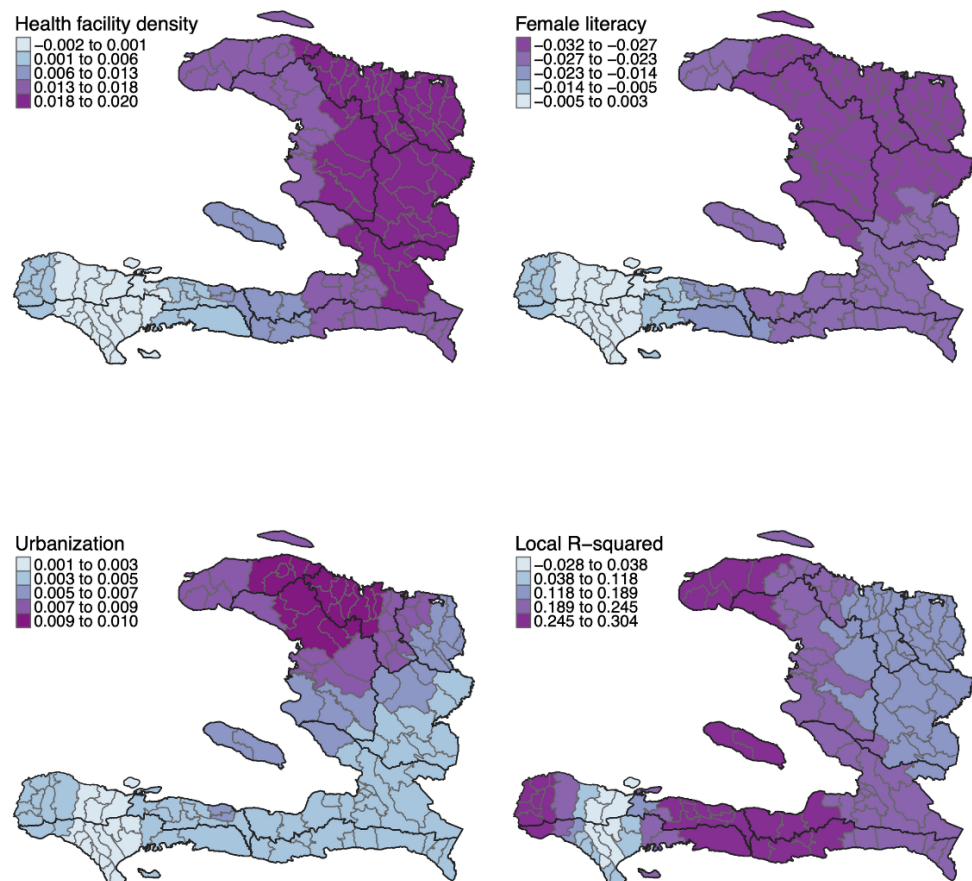 Health facility density
−0.002 to 0.001
0.001 to 0.006
0.006 to 0.013
0.013 to 0.018
0.018 to 0.020
Female literacy
−0.032 to −0.027
−0.027 to −0.023
−0.023 to −0.014
−0.014 to −0.005
−0.005 to 0.003
Urbanization
0.001 to 0.003
0.003 to 0.005
0.005 to 0.007
0.007 to 0.009
0.009 to 0.010
Local R−squared
−0.028 to 0.038
0.038 to 0.118
0.118 to 0.189
0.189 to 0.245
0.245 to 0.304